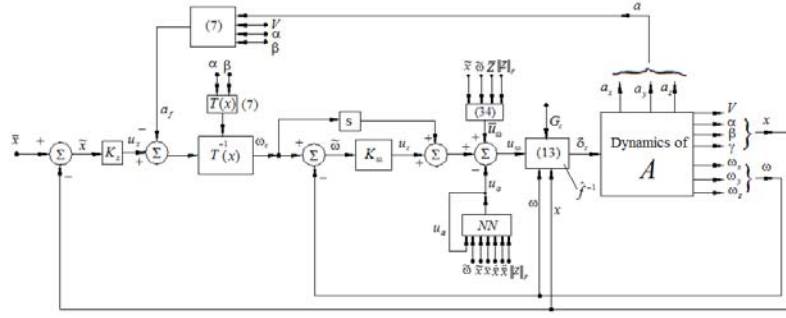 a
(7)
V
α
β
α β
T(x) (7)
a_f
x̃ ω̃ Z̃ ‖Z‖_F
(34)
ū_ω
G_c
a_x a_y a_z
s
x̄ + Σ − x̃ K_x u_x − + Σ T⁻¹(x) ω_c + Σ − ω̃ K_ω u_c + + Σ + + − Σ u_ω (13) δ_c
f̂⁻¹
Dynamics of
A
V
α
β
γ
x
ω_x
ω_y
ω_z
ω
u_a
u_a
NN
ω x